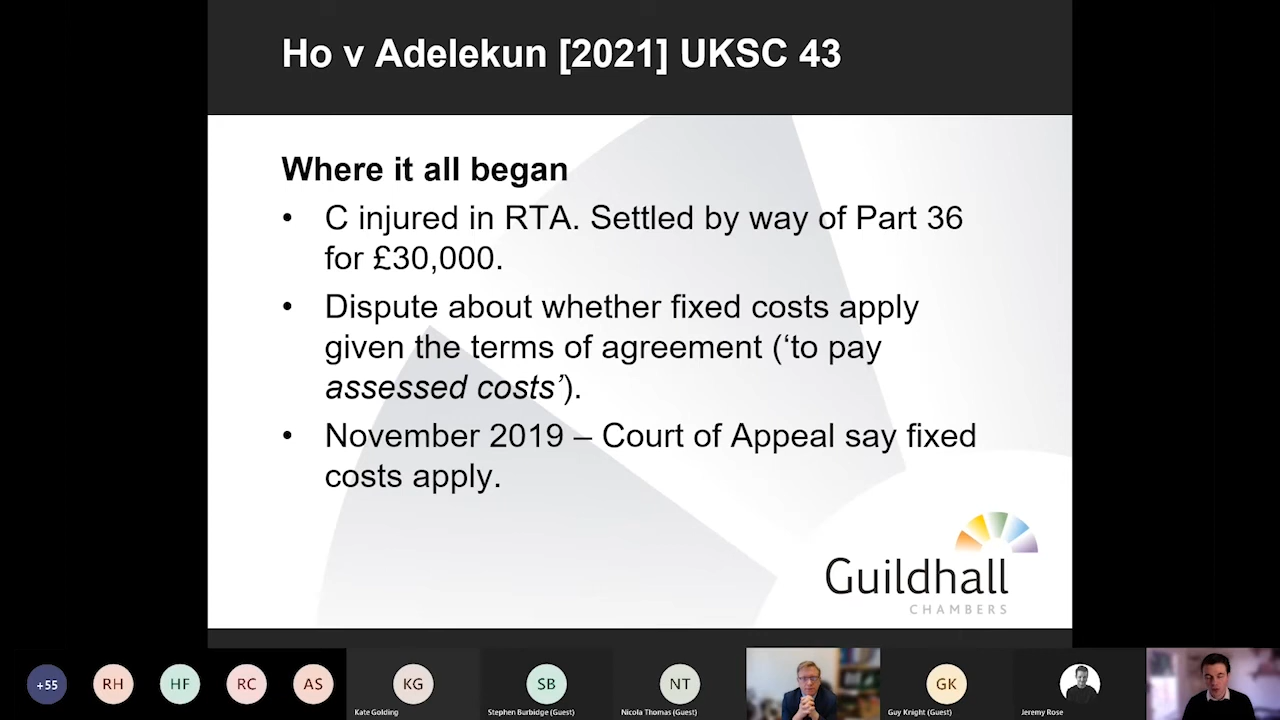 Ho v Adelekun [2021] UKSC 43
Where it all began
• C injured in RTA. Settled by way of Part 36
for £30,000.
• Dispute about whether fixed costs apply
given the terms of agreement (‘to pay
assessed costs’).
• November 2019 – Court of Appeal say fixed
costs apply.
Guildhall
CHAMBERS
+55
RH
HF
RC
AS
KG
SB
NT
GK
Kate Golding
Stephen Burbidge (Guest)
Nicola Thomas (Guest)
Guy Knight (Guest)
Jeremy Rose